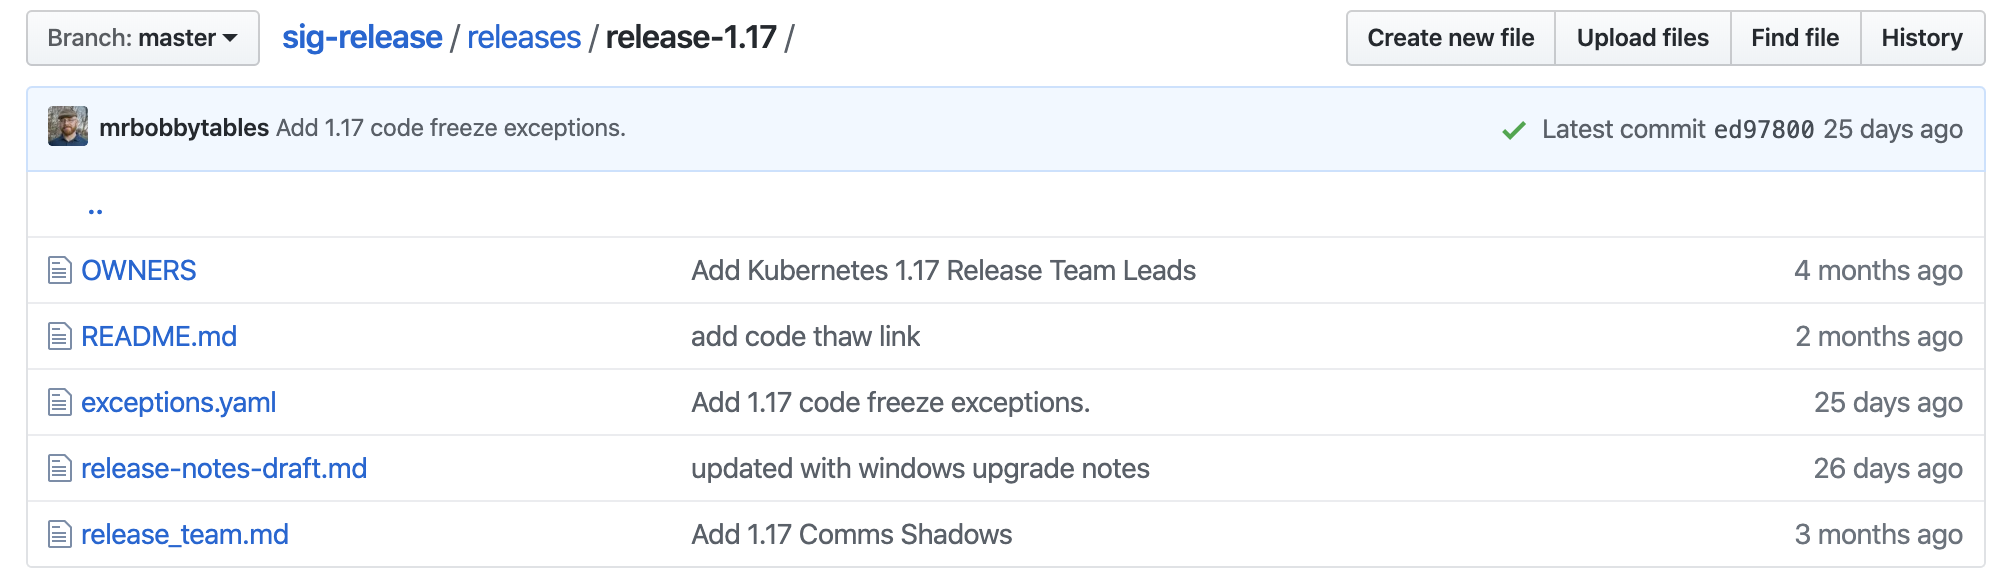 Branch: master sig-release / releases / release-1.17 / Create new file Upload files Find file History
mrbobbytables Add 1.17 code freeze exceptions. Latest commit ed97800 25 days ago
..
OWNERS Add Kubernetes 1.17 Release Team Leads 4 months ago
README.md add code thaw link 2 months ago
exceptions.yaml Add 1.17 code freeze exceptions. 25 days ago
release-notes-draft.md updated with windows upgrade notes 26 days ago
release_team.md Add 1.17 Comms Shadows 3 months ago